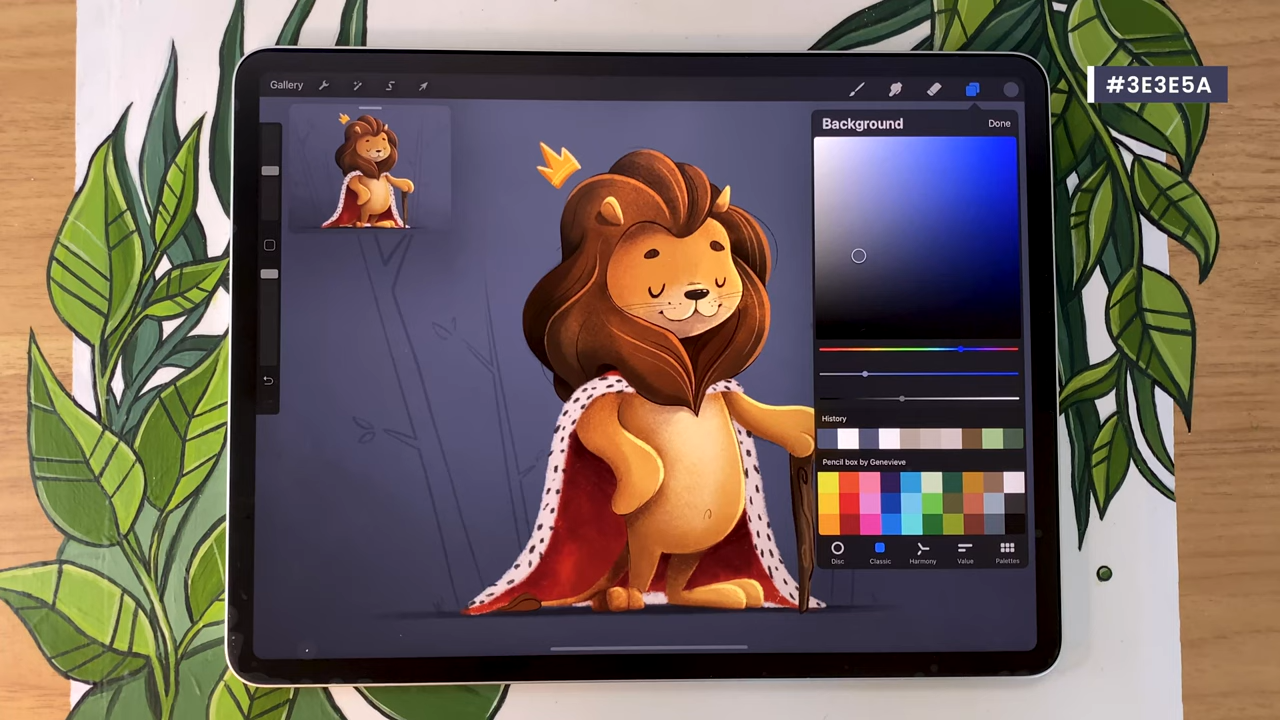 #3E3E5A
Gallery
Background
Done
History
Pencil box by Genevieve
Disc
Classic
Harmony
Value
Palettes